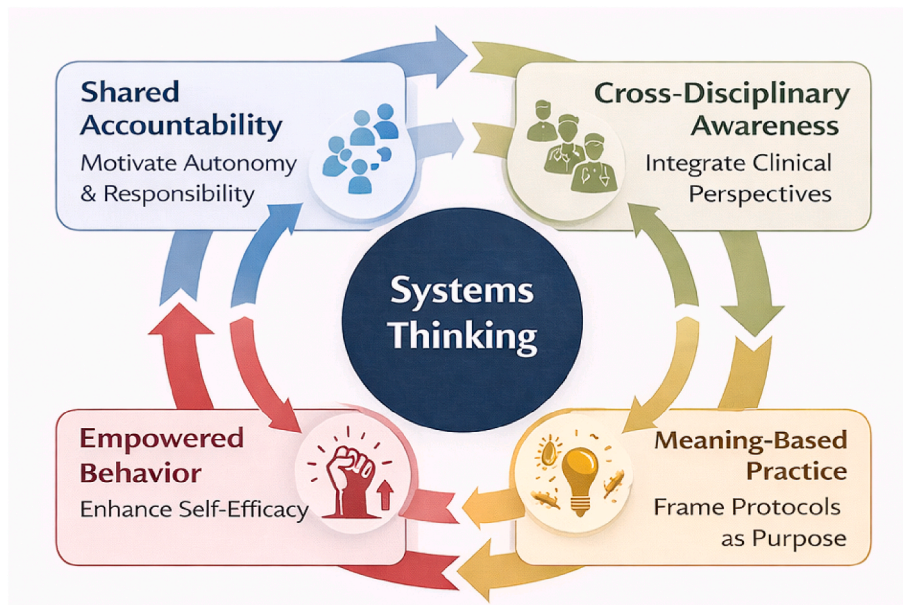 Shared
Accountability
Motivate Autonomy
& Responsibility
Cross-Disciplinary
Awareness
Integrate Clinical
Perspectives
Systems
Thinking
Empowered
Behavior
Enhance Self-Efficacy
Meaning-Based
Practice
Frame Protocols
as Purpose